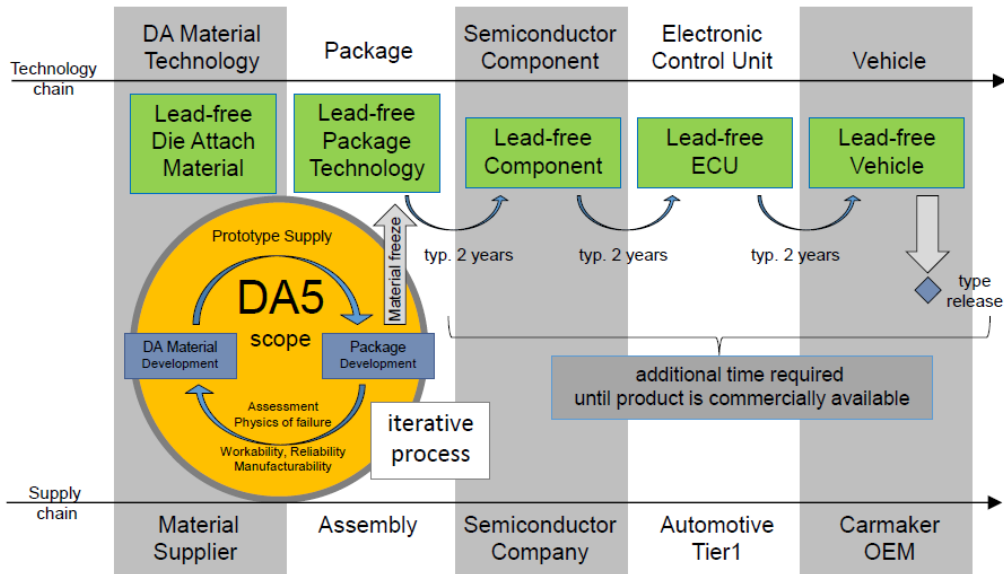 DA Material
Technology
Package
Semiconductor
Component
Electronic
Control Unit
Vehicle
Technology
chain
Lead-free
Die Attach
Material
Lead-free
Package
Technology
Lead-free
Component
Lead-free
ECU
Lead-free
Vehicle
Prototype Supply
Material freeze
typ. 2 years
typ. 2 years
typ. 2 years
type
release
DA5
scope
DA Material
Development
Package
Development
additional time required
until product is commercially available
Assessment
Physics of failure
iterative
process
Workability, Reliability
Manufacturability
Supply
chain
Material
Supplier
Assembly
Semiconductor
Company
Automotive
Tier1
Carmaker
OEM